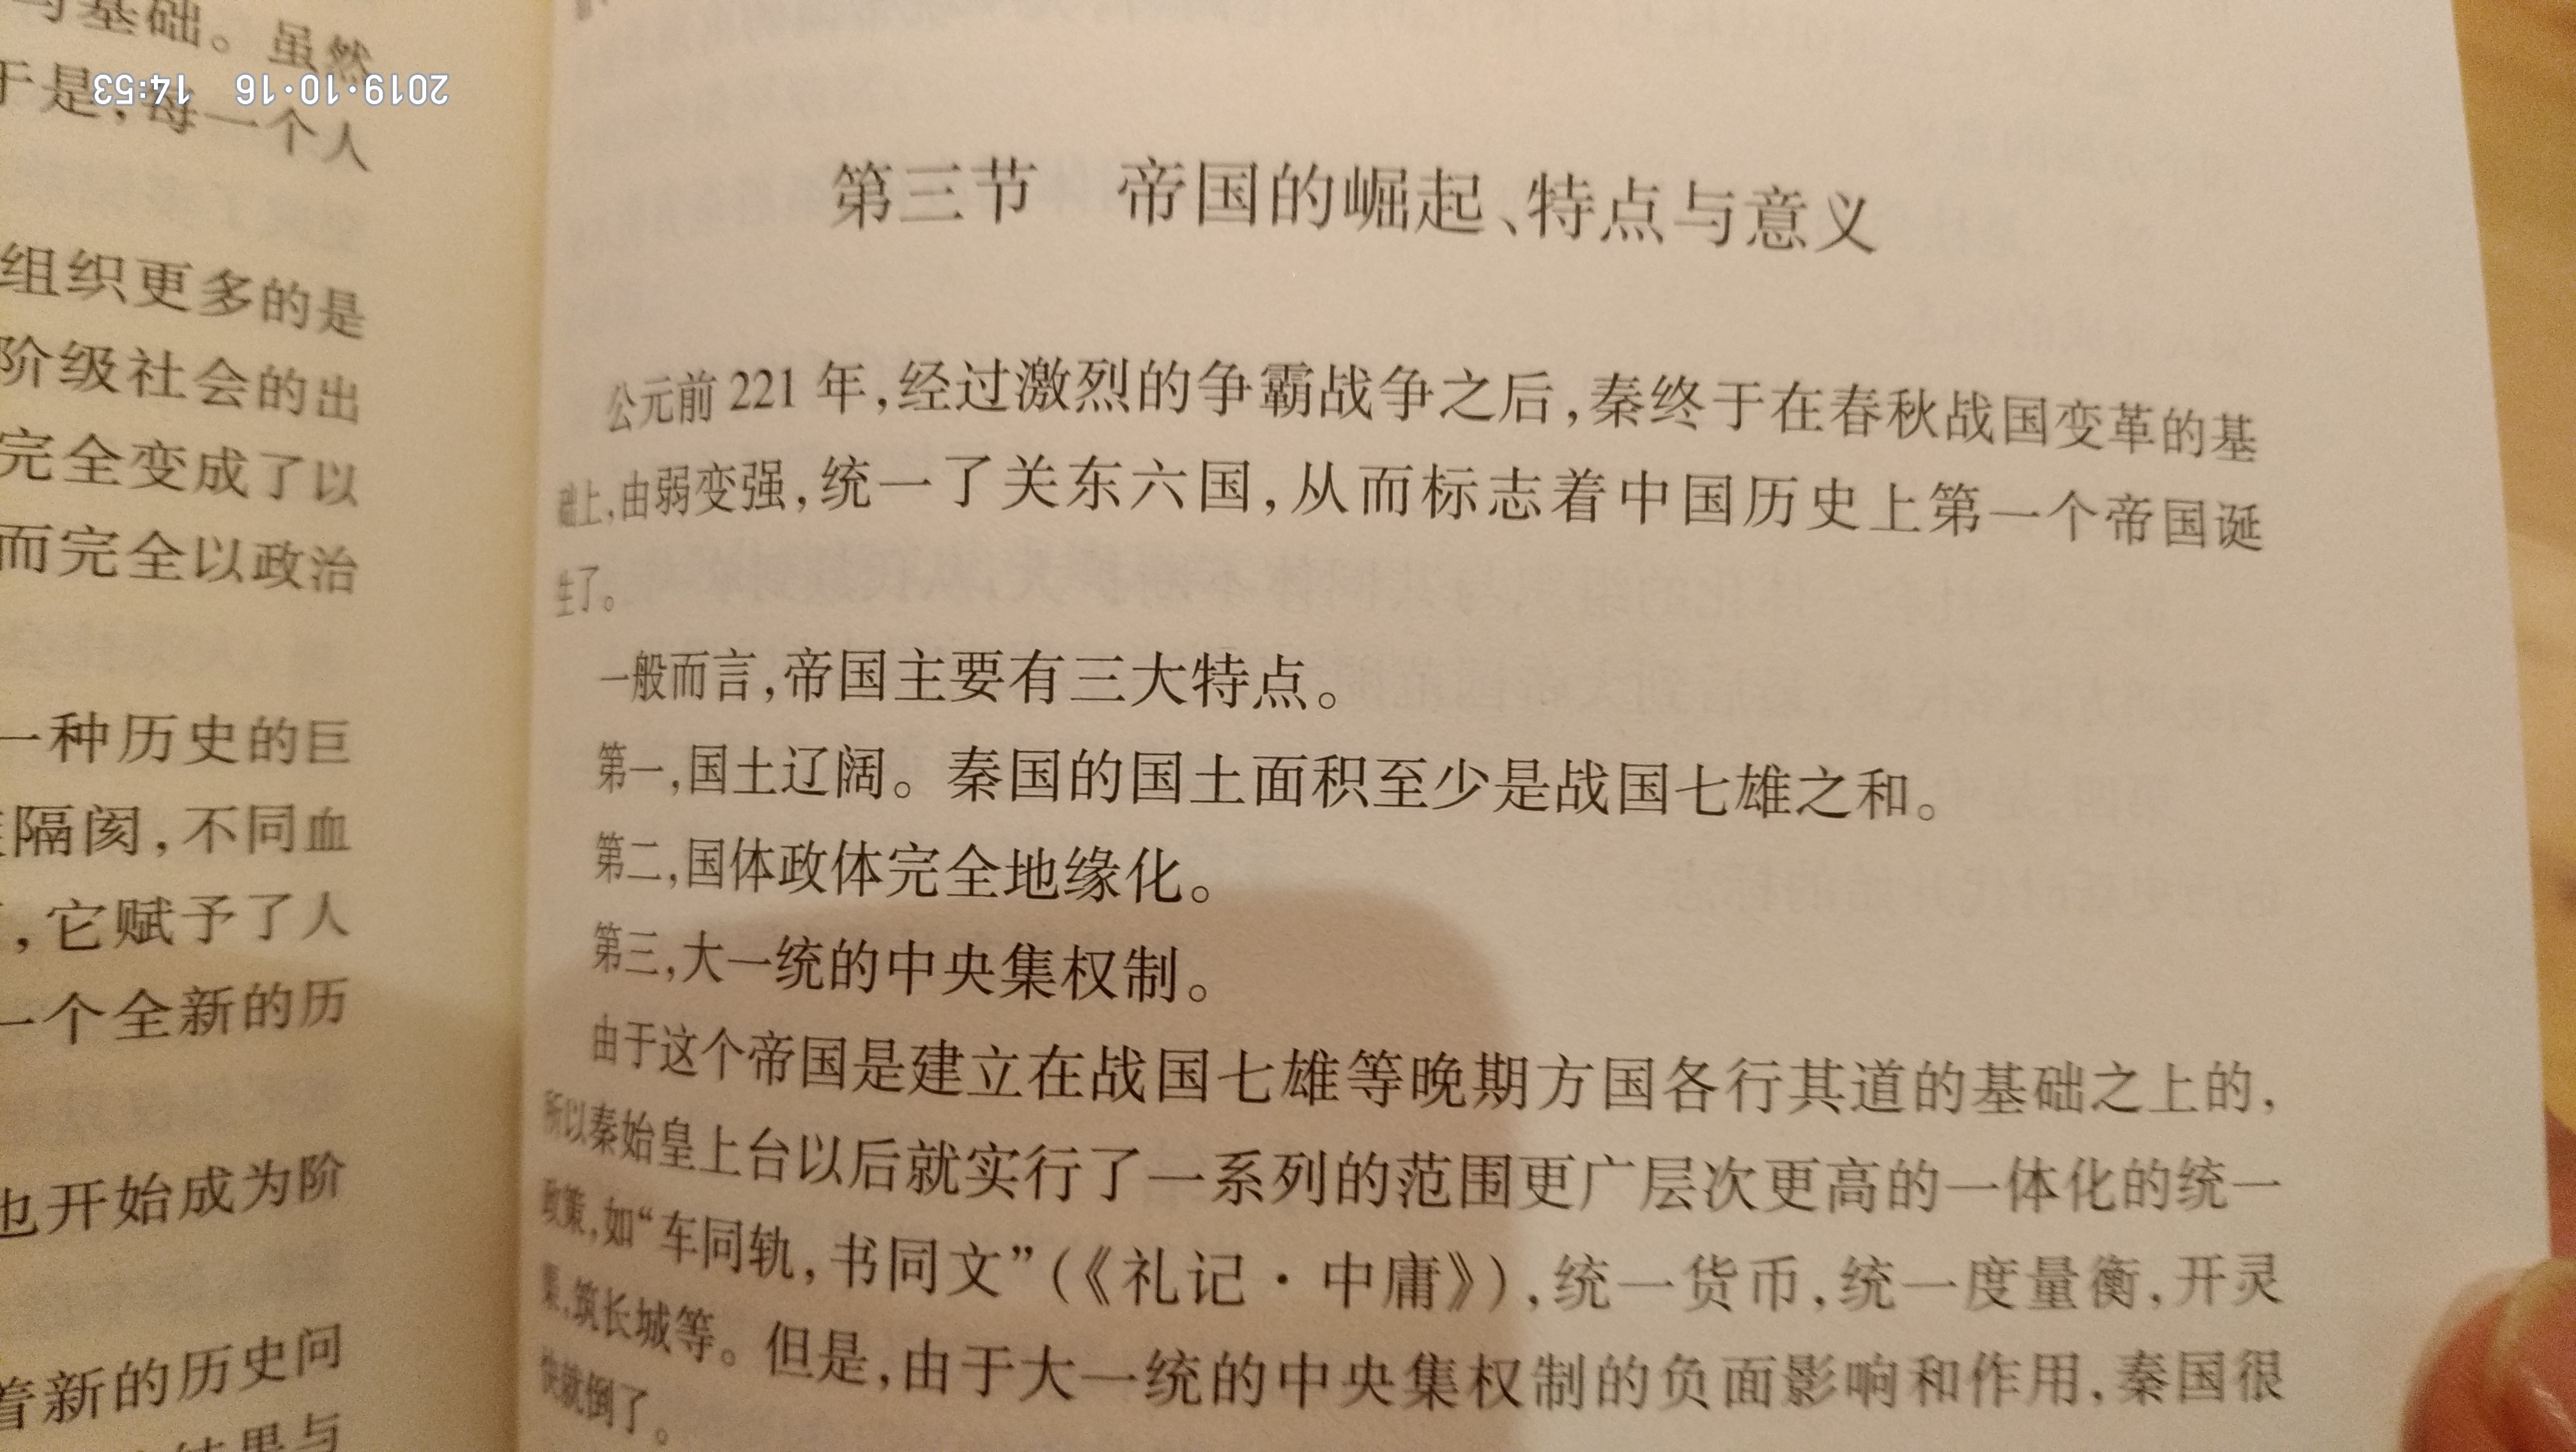 与基础。虽然
于是,每一个人
组织更多的是
阶级社会的出
完全变成了以
而完全以政治
一种历史的巨
隔阂,不同血
,它赋予了人
一个全新的历
也开始成为阶
着新的历史问
结果与
2019·10·16 14:53
第三节 帝国的崛起、特点与意义
公元前221年,经过激烈的争霸战争之后,秦终于在春秋战国变革的基
础上,由弱变强,统一了关东六国,从而标志着中国历史上第一个帝国诞
生了。
一般而言,帝国主要有三大特点。
第一,国土辽阔。秦国的国土面积至少是战国七雄之和。
第二,国体政体完全地缘化。
第三,大一统的中央集权制。
由于这个帝国是建立在战国七雄等晚期方国各行其道的基础之上的,
所以秦始皇上台以后就实行了一系列的范围更广层次更高的一体化的统一
政策,如“车同轨,书同文”(《礼记·中庸》),统一货币,统一度量衡,开灵
渠,筑长城等。但是,由于大一统的中央集权制的负面影响和作用,秦国很
快就倒了。